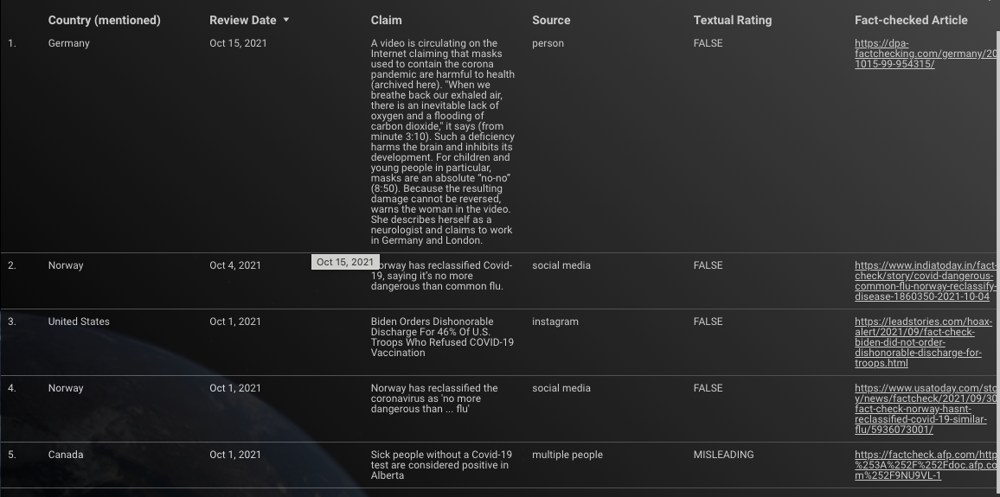 Country (mentioned) Review Date Claim Source Textual Rating Fact-checked Article
1. Germany Oct 15, 2021 A video is circulating on the person FALSE https://dpa-
Internet claiming that masks factchecking.com/germany/20
used to contain the corona 1015-99-954315/
pandemic are harmful to health
(archived here). "When we
breathe back our exhaled air,
there is an inevitable lack of
oxygen and a flooding of
carbon dioxide," it says (from
minute 3:10). Such a deficiency
harms the brain and inhibits its
development. For children and
young people in particular,
masks are an absolute “no-no”
(8:50). Because the resulting
damage cannot be reversed,
warns the woman in the video.
She describes herself as a
neurologist and claims to work
in Germany and London.
Oct 15, 2021
2. Norway Oct 4, 2021 orway has reclassified Covid- social media FALSE https://www.indiatoday.in/fact-
19, saying it’s no more check/story/covid-dangerous-
dangerous than common flu. common-flu-norway-reclassify-
disease-1860350-2021-10-04
3. United States Oct 1, 2021 Biden Orders Dishonorable instagram FALSE https://leadstories.com/hoax-
Discharge For 46% Of U.S. alert/2021/09/fact-check-
Troops Who Refused COVID-19 biden-did-not-order-
Vaccination dishonorable-discharge-for-
troops.html
4. Norway Oct 1, 2021 Norway has reclassified the social media FALSE https://www.usatoday.com/sto
coronavirus as 'no more y/news/factcheck/2021/09/30
dangerous than ... flu' fact-check-norway-hasnt-
reclassified-covid-19-similar-
flu/5936073001/
5. Canada Oct 1, 2021 Sick people without a Covid-19 multiple people MISLEADING https://factcheck.afp.com/http
test are considered positive in %253A%252F%252Fdoc.afp.co
Alberta m%252F9NU9VL-1